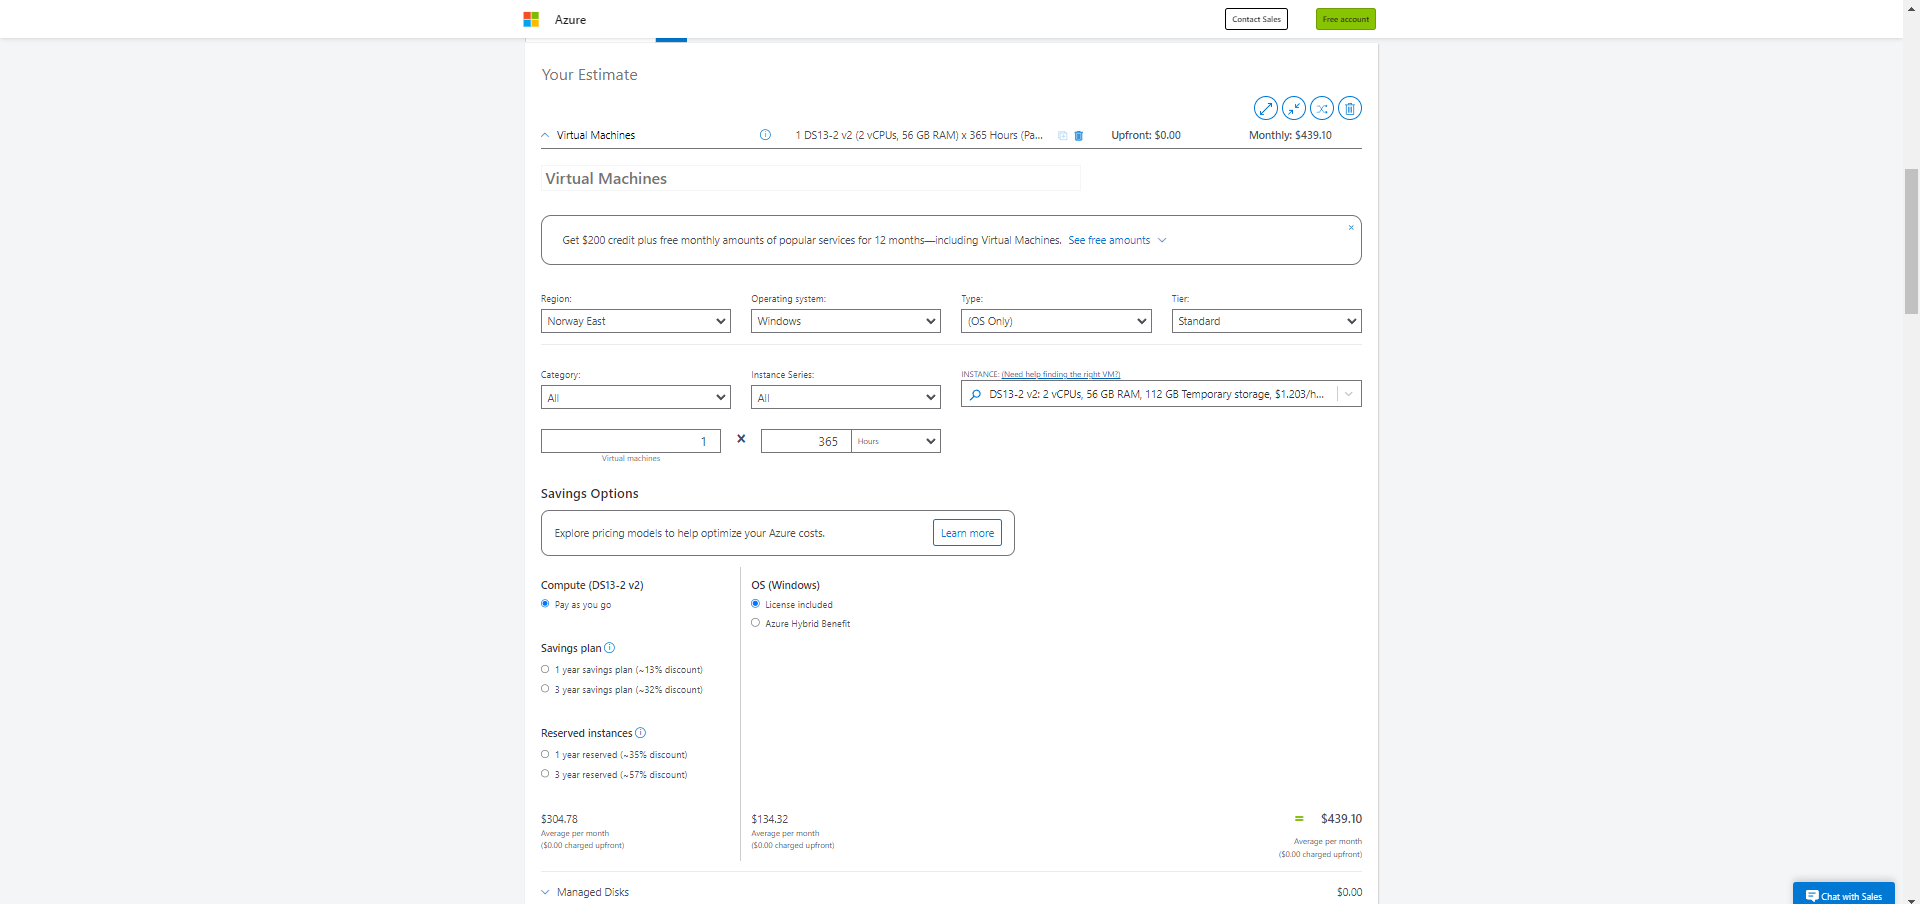 Azure
Contact Sales
Free account
Your Estimate
Virtual Machines
1 DS13-2 v2 (2 vCPUs, 56 GB RAM) x 365 Hours (Pa...
Upfront: $0.00
Monthly: $439.10
Virtual Machines
Get $200 credit plus free monthly amounts of popular services for 12 months—including Virtual Machines. See free amounts
Region:
Operating system:
Type:
Tier:
Norway East
Windows
(OS Only)
Standard
Category:
Instance Series:
INSTANCE: (Need help finding the right VM?)
All
All
DS13-2 v2: 2 vCPUs, 56 GB RAM, 112 GB Temporary storage, $1.203/h...
1
×
365
Hours
Virtual machines
Savings Options
Explore pricing models to help optimize your Azure costs.
Learn more
Compute (DS13-2 v2)
Pay as you go
Savings plan
1 year savings plan (~13% discount)
3 year savings plan (~32% discount)
Reserved instances
1 year reserved (~35% discount)
3 year reserved (~57% discount)
$304.78
Average per month
($0.00 charged upfront)
OS (Windows)
License included
Azure Hybrid Benefit
$134.32
Average per month
($0.00 charged upfront)
= $439.10
Average per month
($0.00 charged upfront)
Managed Disks
$0.00
Chat with Sales